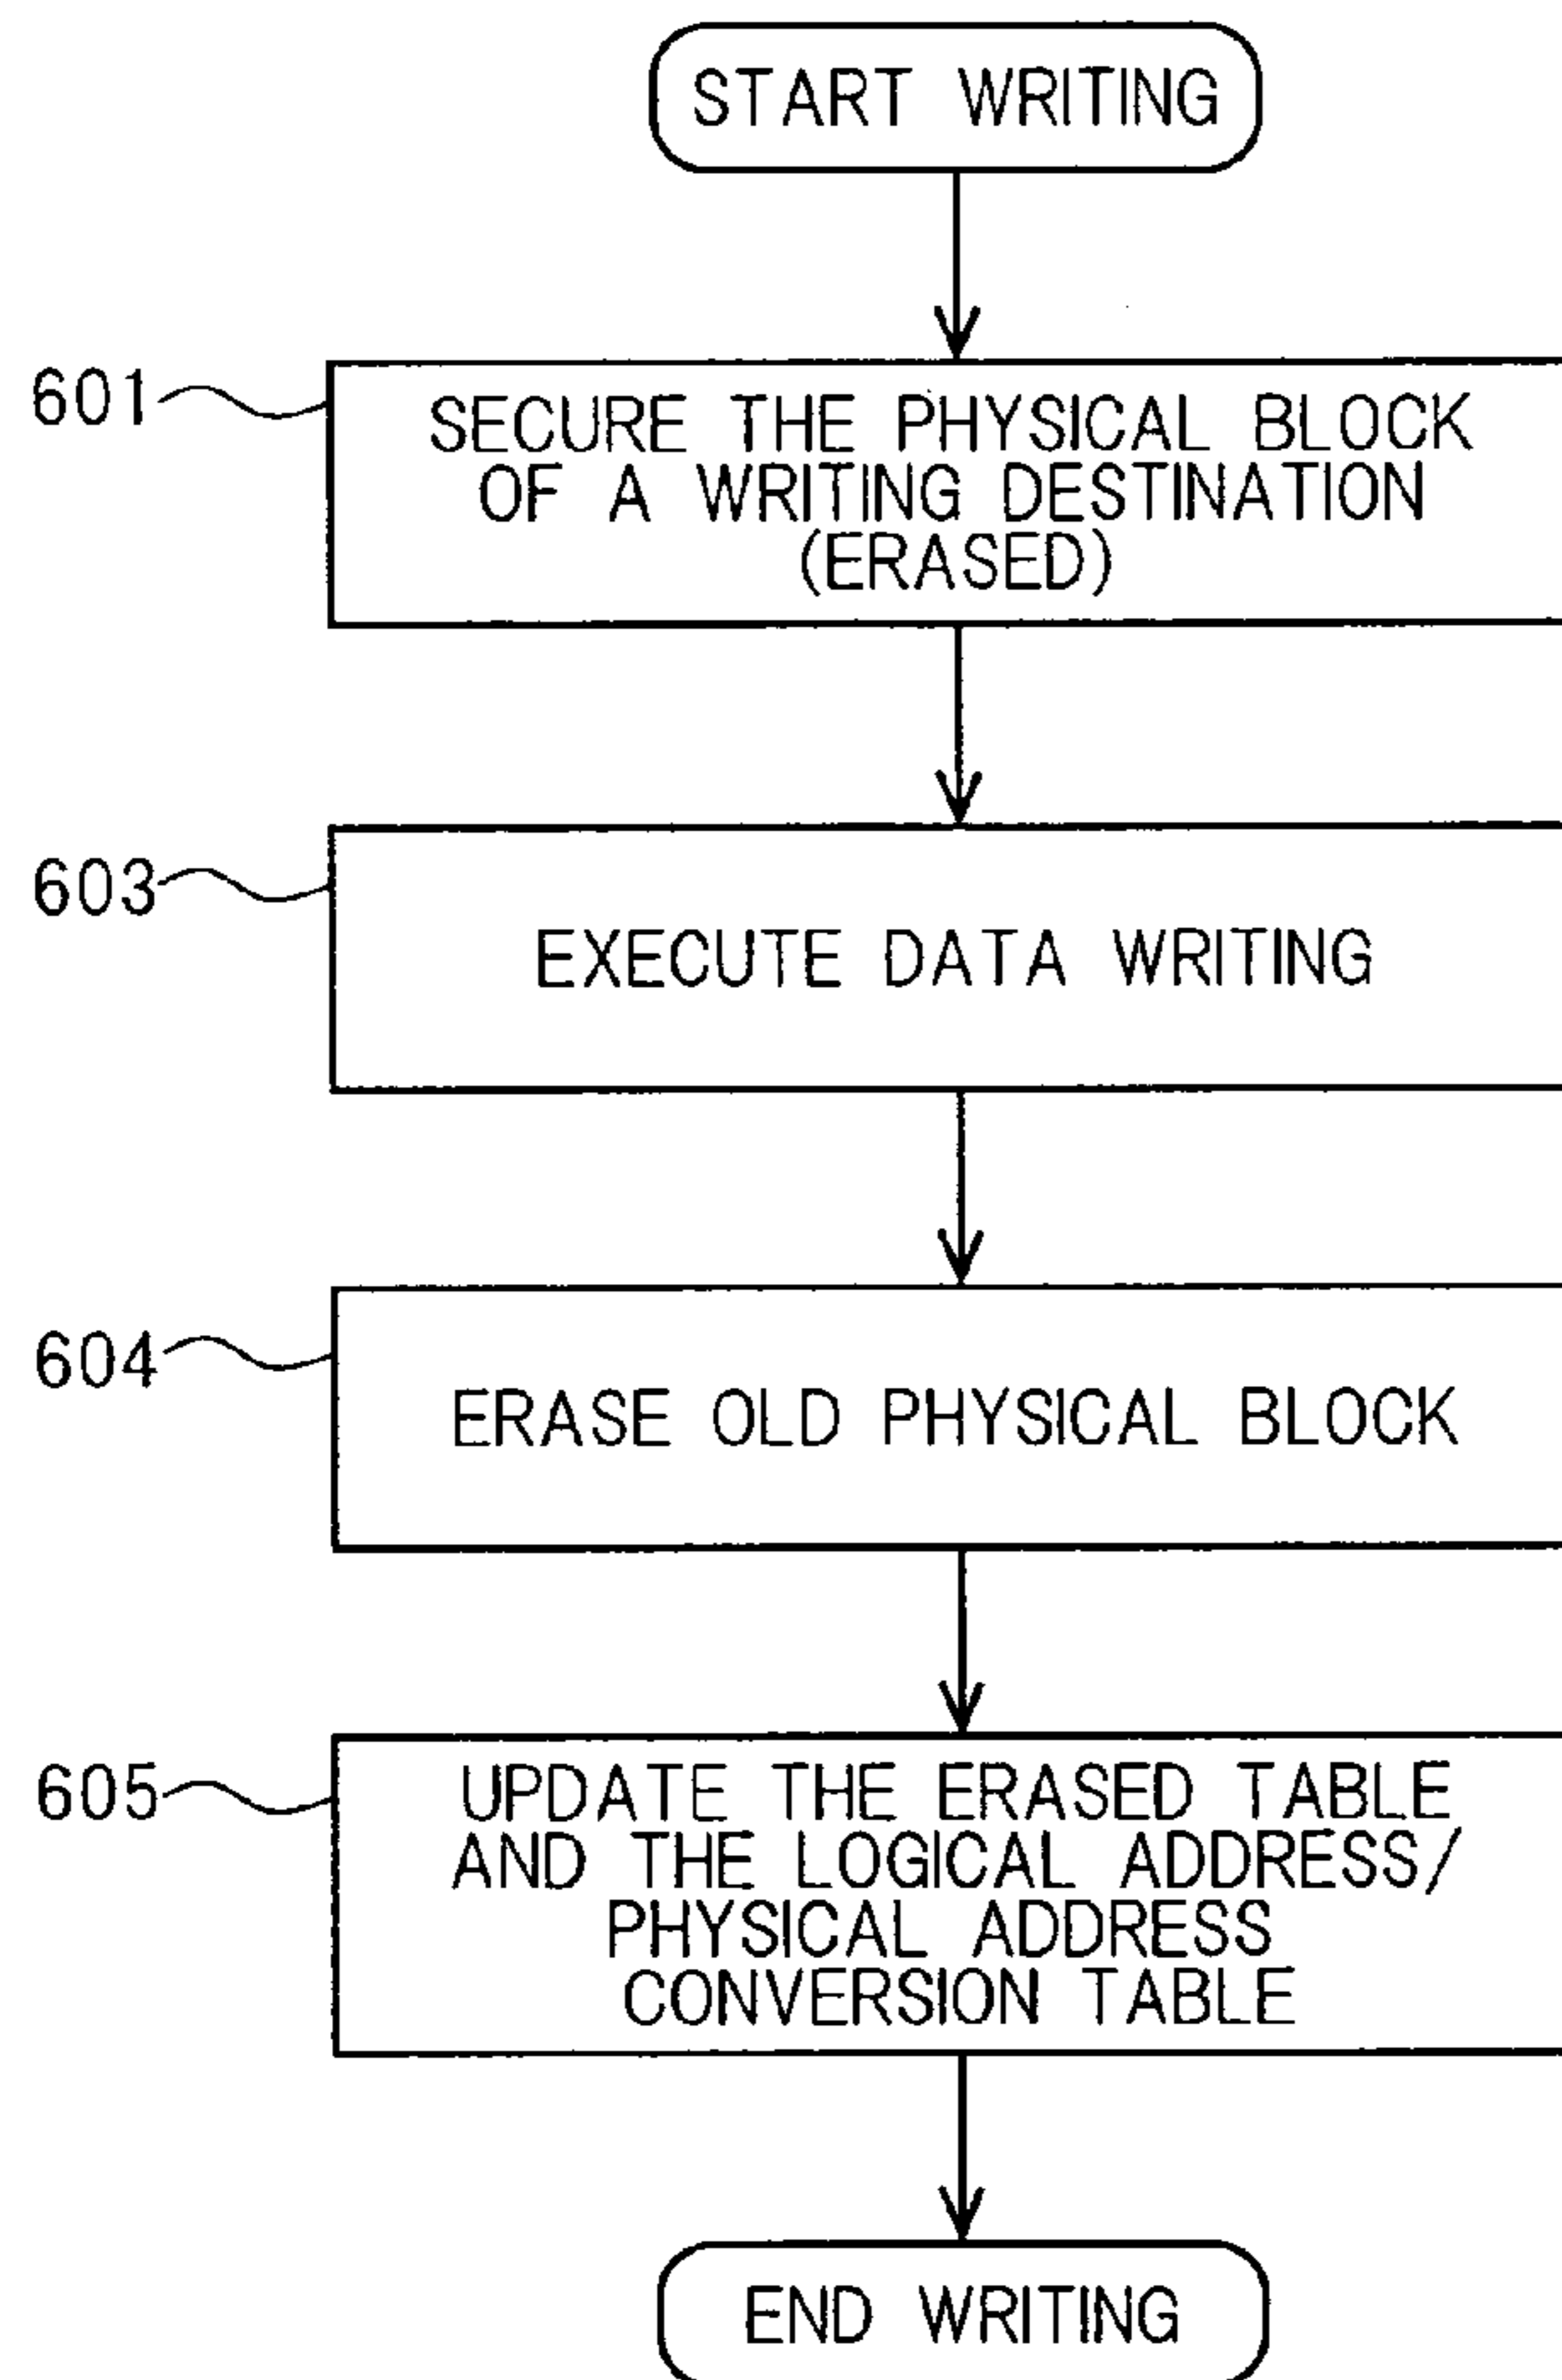 START WRITING
601
SECURE THE PHYSICAL BLOCK
OF A WRITING DESTINATION
(ERASED)
603
EXECUTE DATA WRITING
604
ERASE OLD PHYSICAL BLOCK
605
UPDATE THE ERASED TABLE
AND THE LOGICAL ADDRESS/
PHYSICAL ADDRESS
CONVERSION TABLE
END WRITING